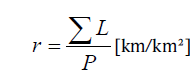 r = ∑ L / P [km/km²]